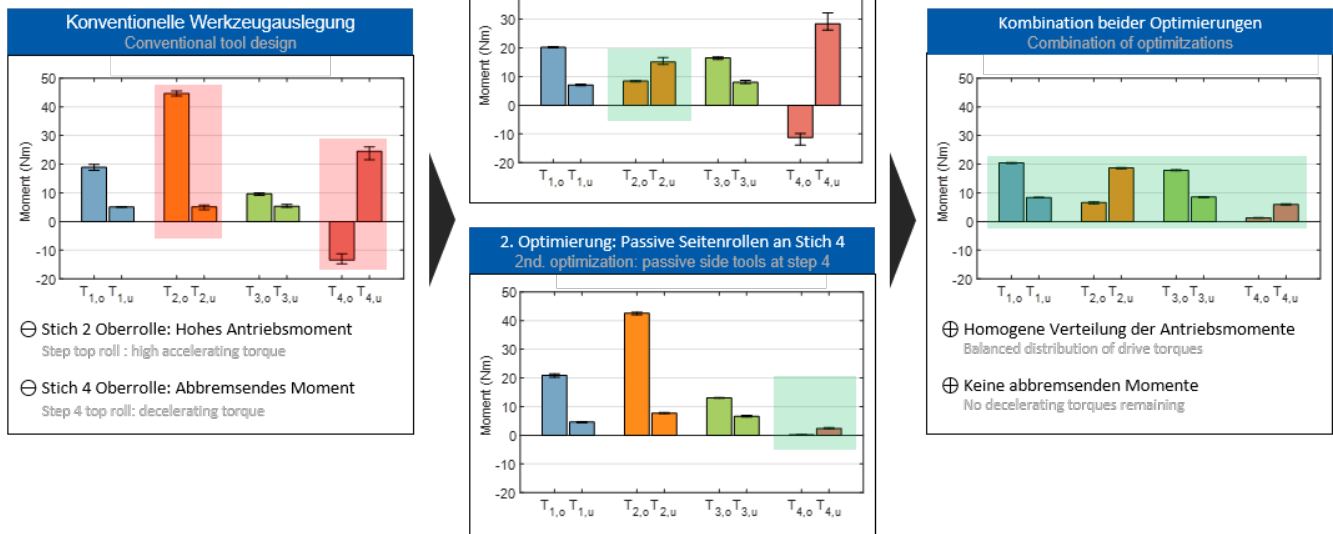 Konventionelle Werkzeugauslegung
Conventional tool design
50
40
30
20
10
0
-10
-20
Moment (Nm)
T1,o T1,u T2,o T2,u T3,o T3,u T4,o T4,u
⊖ Stich 2 Oberrolle: Hohes Antriebsmoment
Step top roll : high accelerating torque
⊖ Stich 4 Oberrolle: Abbremsendes Moment
Step 4 top roll: decelerating torque
30
20
10
0
-10
-20
Moment (Nm)
T1,o T1,u T2,o T2,u T3,o T3,u T4,o T4,u
2. Optimierung: Passive Seitenrollen an Stich 4
2nd. optimization: passive side tools at step 4
50
40
30
20
10
0
-10
-20
Moment (Nm)
T1,o T1,u T2,o T2,u T3,o T3,u T4,o T4,u
Kombination beider Optimierungen
Combination of optimitzations
50
40
30
20
10
0
-10
-20
Moment (Nm)
T1,o T1,u T2,o T2,u T3,o T3,u T4,o T4,u
⊕ Homogene Verteilung der Antriebsmomente
Balanced distribution of drive torques
⊕ Keine abbremsenden Momente
No decelerating torques remaining